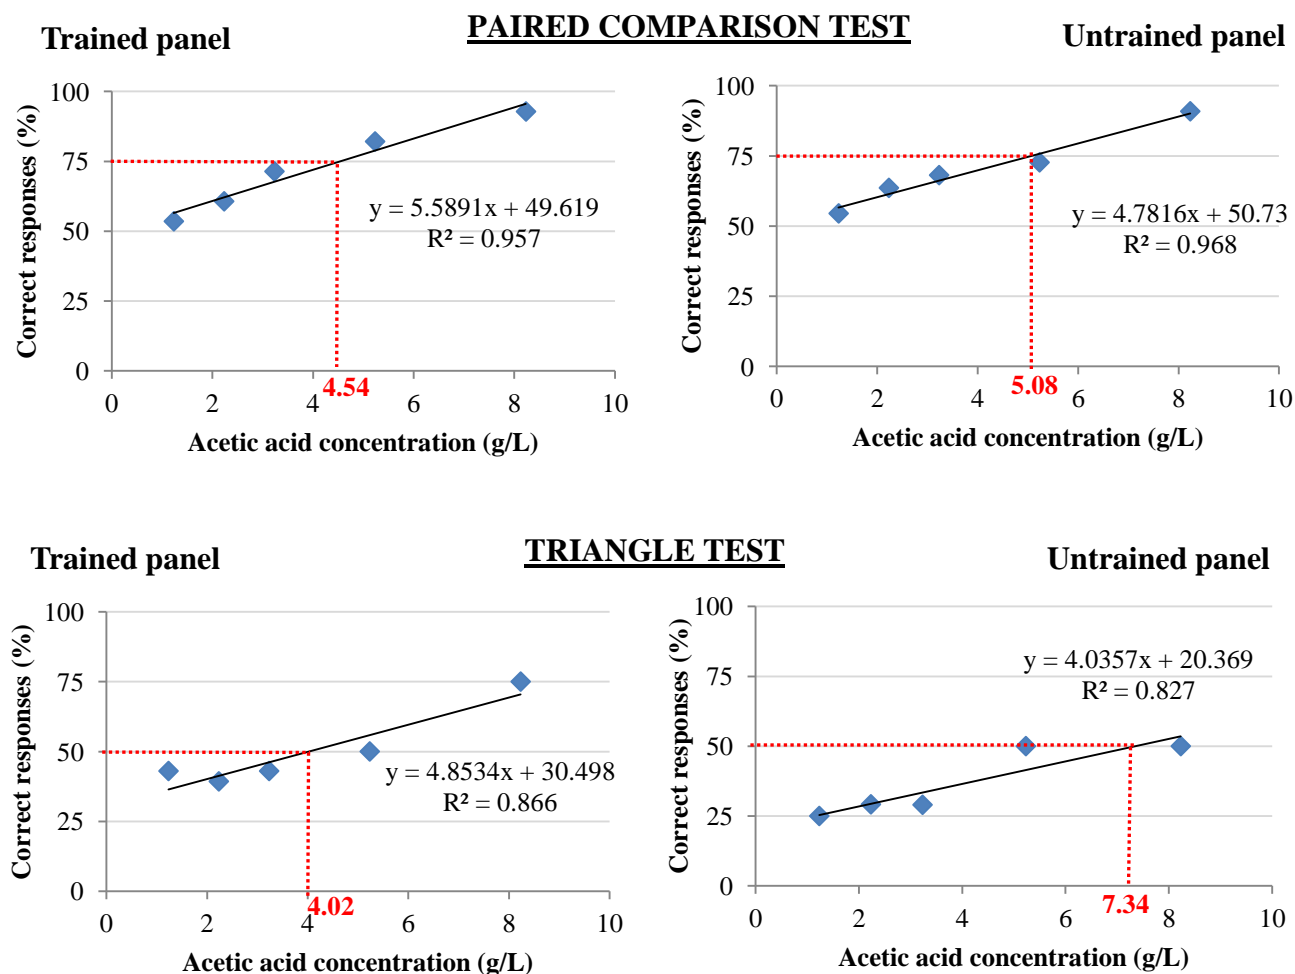 PAIRED COMPARISON TEST
Trained panel
Untrained panel
Correct responses (%)
100
75
50
25
0
y = 5.5891x + 49.619
R² = 0.957
4.54
0 2 4 6 8 10
Acetic acid concentration (g/L)
Correct responses (%)
100
75
50
25
0
y = 4.7816x + 50.73
R² = 0.968
5.08
0 2 4 6 8 10
Acetic acid concentration (g/L)
TRIANGLE TEST
Trained panel
Untrained panel
Correct responses (%)
100
75
50
25
0
y = 4.8534x + 30.498
R² = 0.866
4.02
0 2 4 6 8 10
Acetic acid concentration (g/L)
Correct responses (%)
100
75
50
25
0
y = 4.0357x + 20.369
R² = 0.827
7.34
0 2 4 6 8 10
Acetic acid concentration (g/L)